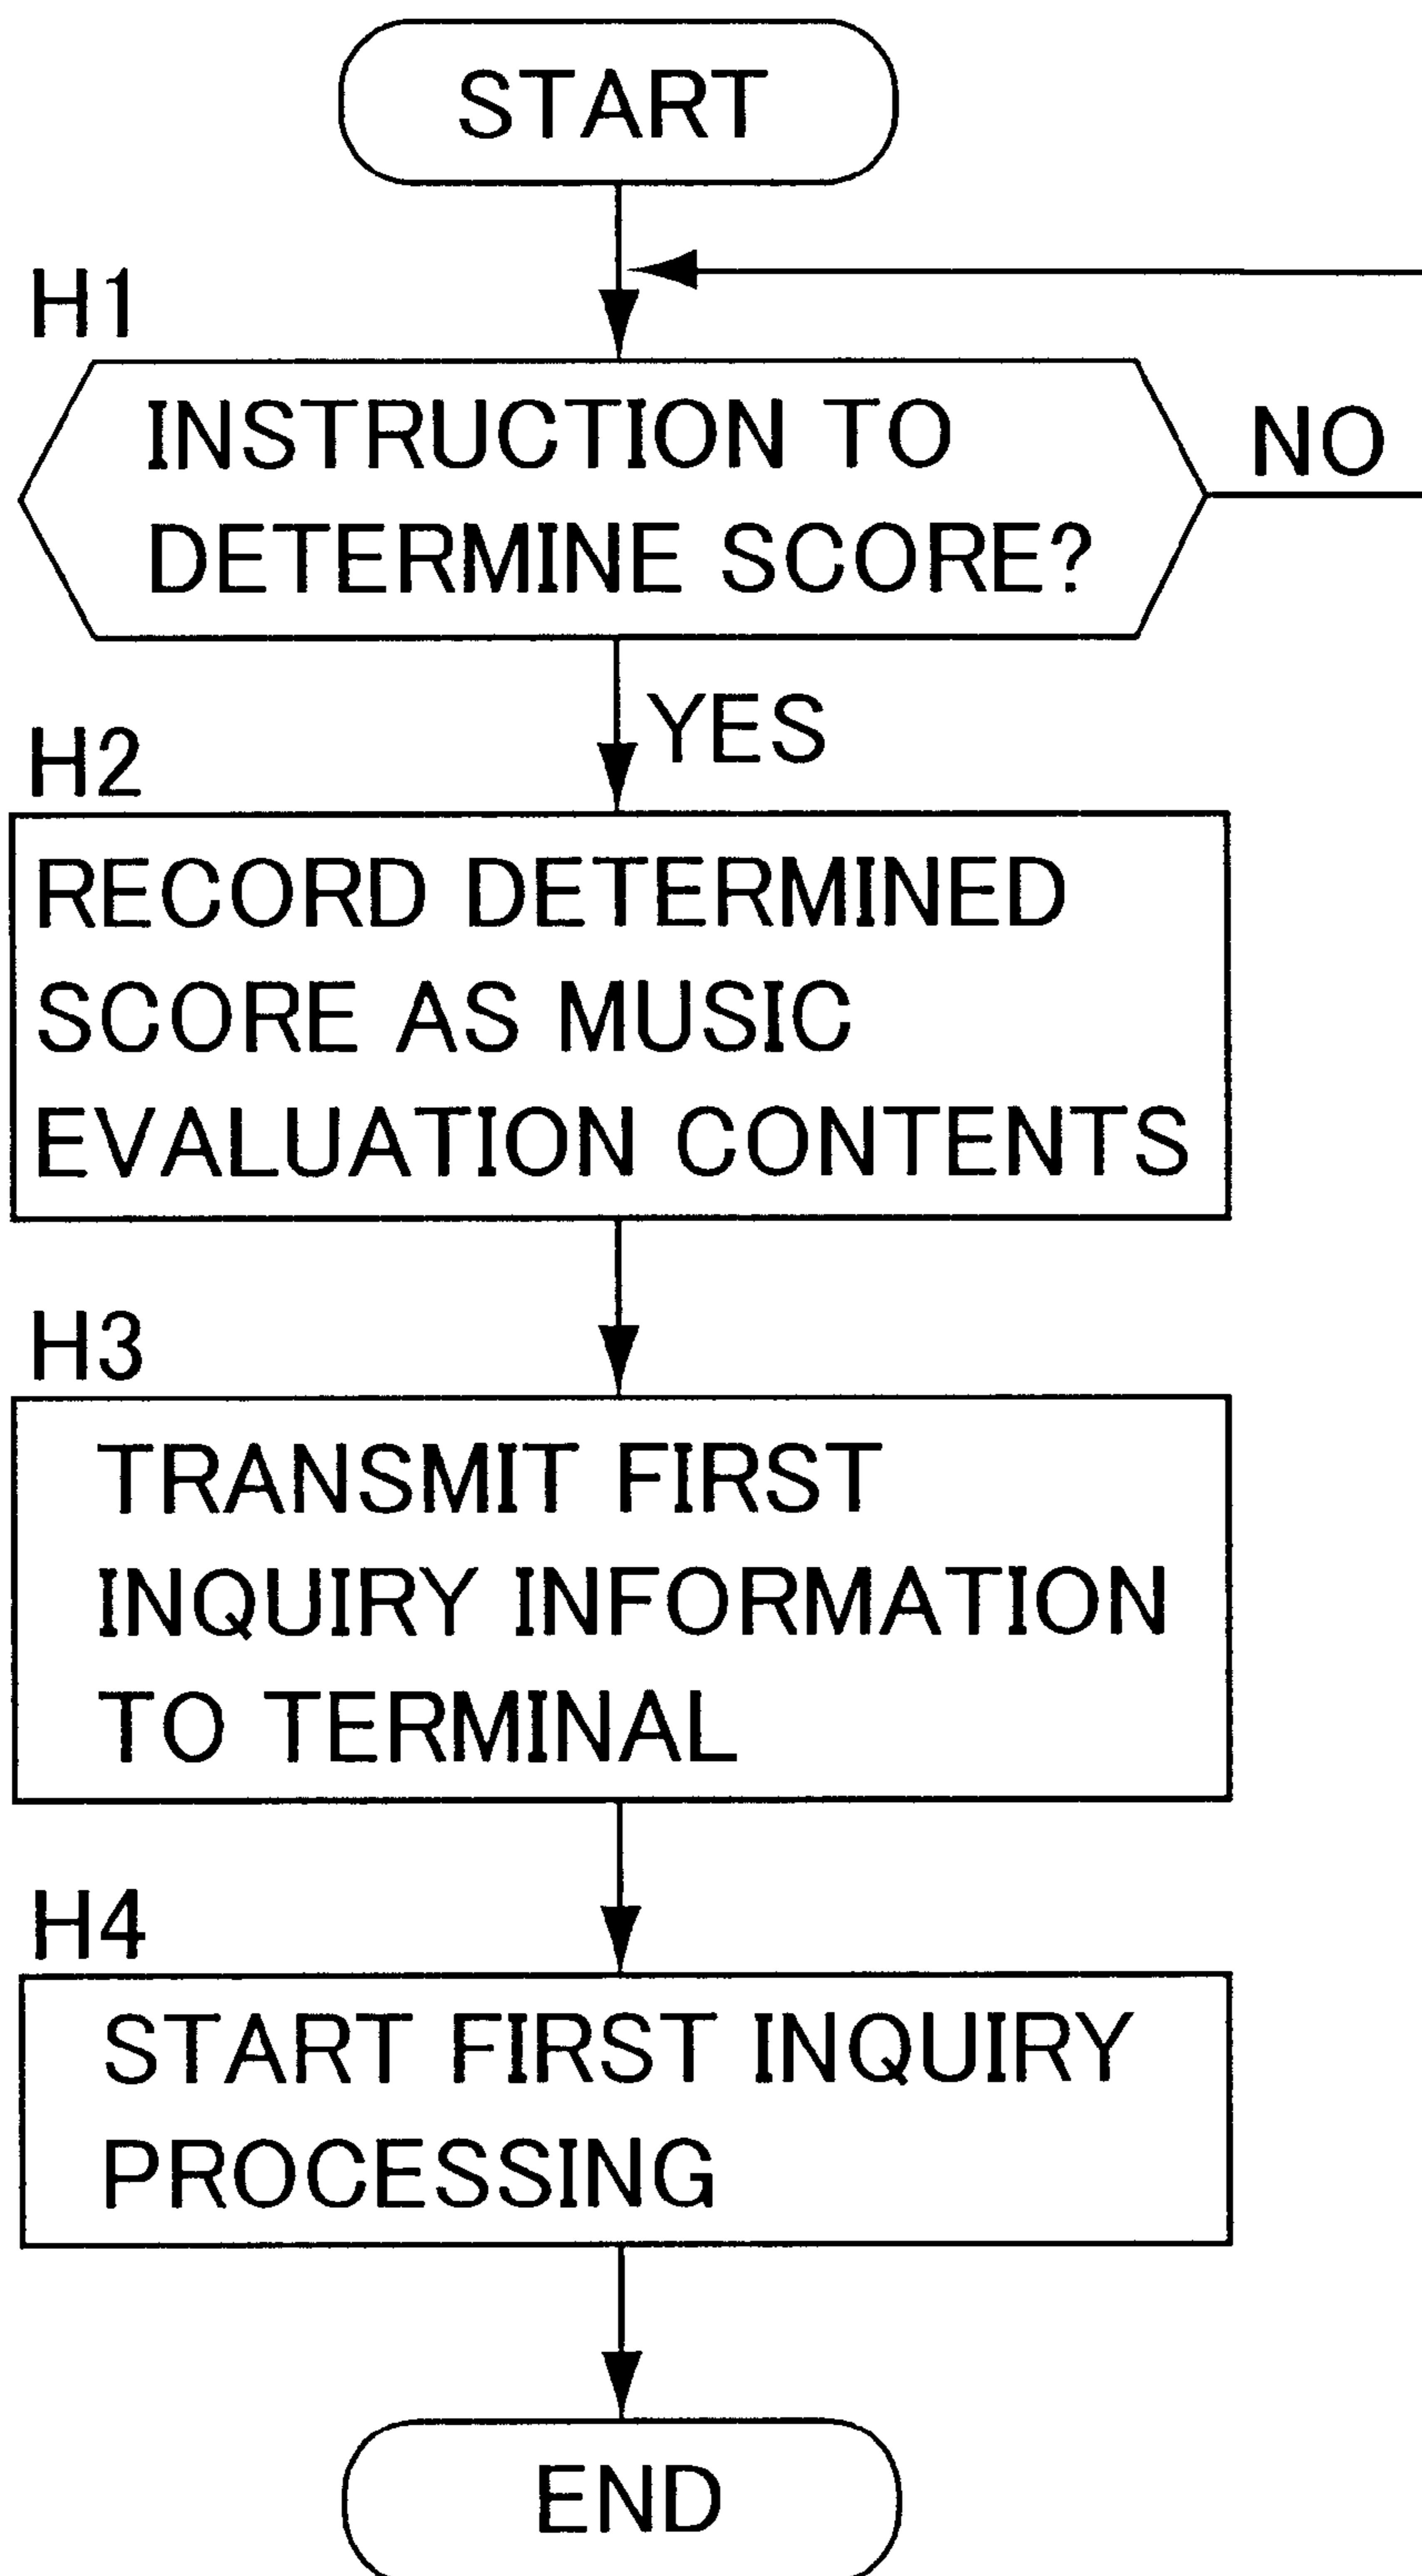 START
H1
INSTRUCTION TO
DETERMINE SCORE?
NO
YES
H2
RECORD DETERMINED
SCORE AS MUSIC
EVALUATION CONTENTS
H3
TRANSMIT FIRST
INQUIRY INFORMATION
TO TERMINAL
H4
START FIRST INQUIRY
PROCESSING
END